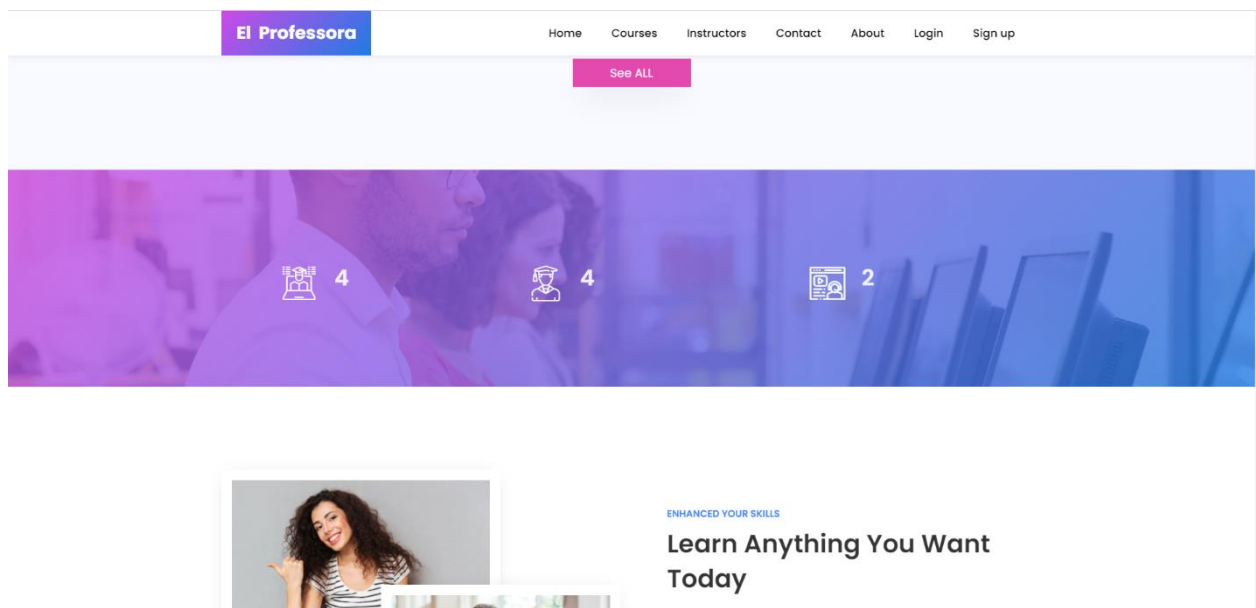 El Professora
Home Courses Instructors Contact About Login Sign up
See ALL
4 4 2
ENHANCED YOUR SKILLS
Learn Anything You Want
Today